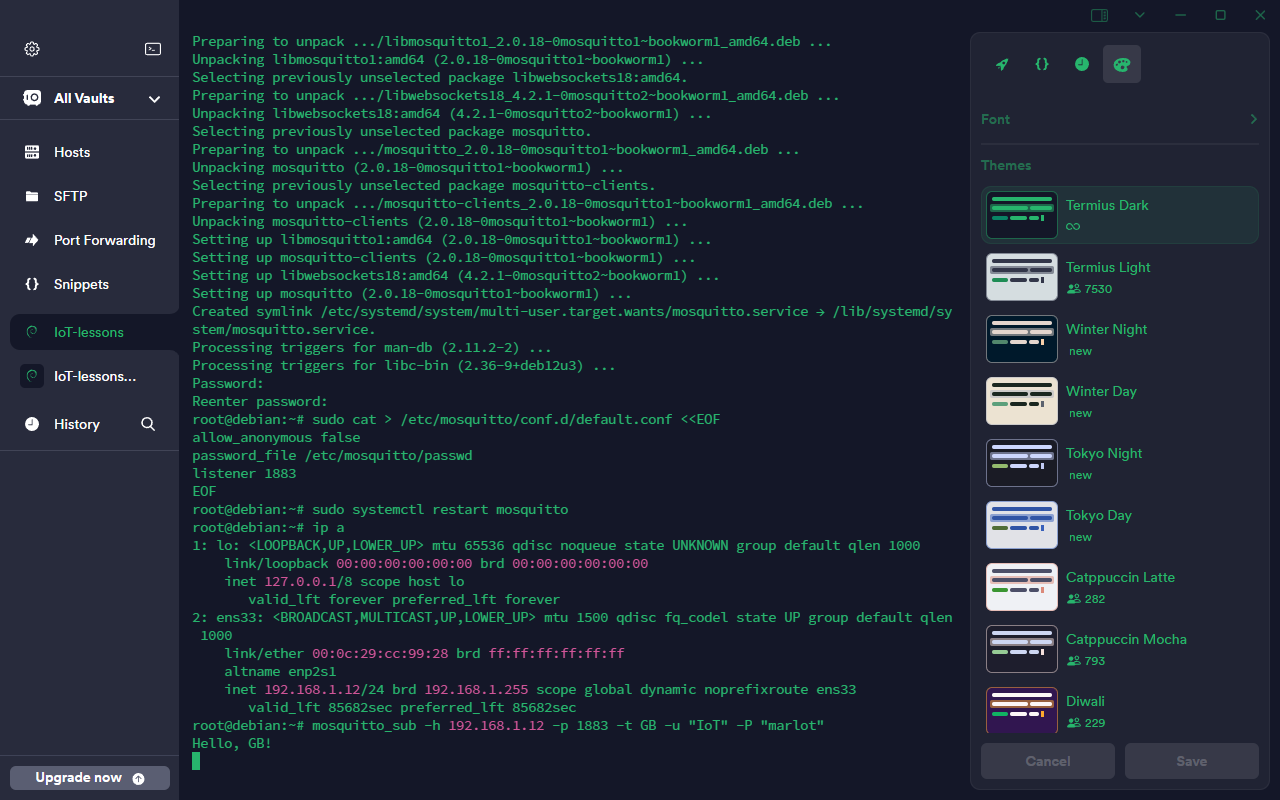 All Vaults
Hosts
SFTP
Port Forwarding
Snippets
IoT-lessons
IoT-lessons...
History
Upgrade now
Preparing to unpack .../libmosquitto1_2.0.18-0mosquitto1~bookworm1_amd64.deb ...
Unpacking libmosquitto1:amd64 (2.0.18-0mosquitto1~bookworm1) ...
Selecting previously unselected package libwebsockets18:amd64.
Preparing to unpack .../libwebsockets18_4.2.1-0mosquitto2~bookworm1_amd64.deb ...
Unpacking libwebsockets18:amd64 (4.2.1-0mosquitto2~bookworm1) ...
Selecting previously unselected package mosquitto.
Preparing to unpack .../mosquitto_2.0.18-0mosquitto1~bookworm1_amd64.deb ...
Unpacking mosquitto (2.0.18-0mosquitto1~bookworm1) ...
Selecting previously unselected package mosquitto-clients.
Preparing to unpack .../mosquitto-clients_2.0.18-0mosquitto1~bookworm1_amd64.deb ...
Unpacking mosquitto-clients (2.0.18-0mosquitto1~bookworm1) ...
Setting up libmosquitto1:amd64 (2.0.18-0mosquitto1~bookworm1) ...
Setting up mosquitto-clients (2.0.18-0mosquitto1~bookworm1) ...
Setting up libwebsockets18:amd64 (4.2.1-0mosquitto2~bookworm1) ...
Setting up mosquitto (2.0.18-0mosquitto1~bookworm1) ...
Created symlink /etc/systemd/system/multi-user.target.wants/mosquitto.service → /lib/systemd/sy
stem/mosquitto.service.
Processing triggers for man-db (2.11.2-2) ...
Processing triggers for libc-bin (2.36-9+deb12u3) ...
Password:
Reenter password:
root@debian:~# sudo cat > /etc/mosquitto/conf.d/default.conf <<EOF
allow_anonymous false
password_file /etc/mosquitto/passwd
listener 1883
EOF
root@debian:~# sudo systemctl restart mosquitto
root@debian:~# ip a
1: lo: <LOOPBACK,UP,LOWER_UP> mtu 65536 qdisc noqueue state UNKNOWN group default qlen 1000
link/loopback 00:00:00:00:00:00 brd 00:00:00:00:00:00
inet 127.0.0.1/8 scope host lo
valid_lft forever preferred_lft forever
2: ens33: <BROADCAST,MULTICAST,UP,LOWER_UP> mtu 1500 qdisc fq_codel state UP group default qlen
1000
link/ether 00:0c:29:cc:99:28 brd ff:ff:ff:ff:ff:ff
altname enp2s1
inet 192.168.1.12/24 brd 192.168.1.255 scope global dynamic noprefixroute ens33
valid_lft 85682sec preferred_lft 85682sec
root@debian:~# mosquitto_sub -h 192.168.1.12 -p 1883 -t GB -u "IoT" -P "marlot"
Hello, GB!
Font
Themes
Termius Dark
∞
Termius Light
7530
Winter Night
new
Winter Day
new
Tokyo Night
new
Tokyo Day
new
Catppuccin Latte
282
Catppuccin Mocha
793
Diwali
229
Cancel
Save